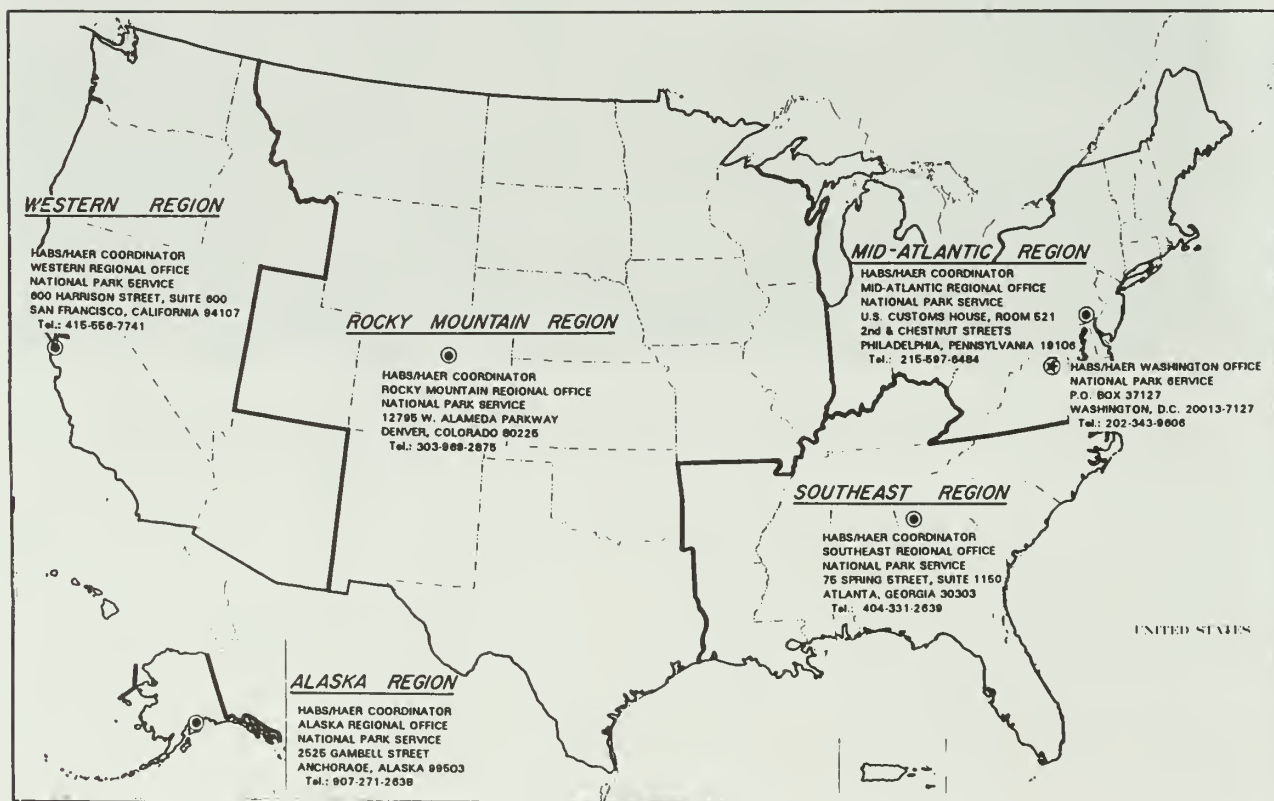 WESTERN REGION
HABS/HAER COORDINATOR
WESTERN REGIONAL OFFICE
NATIONAL PARK SERVICE
600 HARRISON STREET, SUITE 600
SAN FRANCISCO, CALIFORNIA 94107
Tel.: 415-556-7741
ROCKY MOUNTAIN REGION
HABS/HAER COORDINATOR
ROCKY MOUNTAIN REGIONAL OFFICE
NATIONAL PARK SERVICE
12795 W. ALAMEDA PARKWAY
DENVER, COLORADO 80225
Tel.: 303-969-2875
MID-ATLANTIC REGION
HABS/HAER COORDINATOR
MID-ATLANTIC REGIONAL OFFICE
NATIONAL PARK SERVICE
U.S. CUSTOMS HOUSE, ROOM 521
2nd & CHESTNUT STREETS
PHILADELPHIA, PENNSYLVANIA 19106
Tel.: 215-597-6484
HABS/HAER WASHINGTON OFFICE
NATIONAL PARK SERVICE
P.O. BOX 37127
WASHINGTON, D.C. 20013-7127
Tel.: 202-343-9606
SOUTHEAST REGION
HABS/HAER COORDINATOR
SOUTHEAST REGIONAL OFFICE
NATIONAL PARK SERVICE
75 SPRING STREET, SUITE 1150
ATLANTA, GEORGIA 30303
Tel.: 404-331-2639
UNITED STATES
ALASKA REGION
HABS/HAER COORDINATOR
ALASKA REGIONAL OFFICE
NATIONAL PARK SERVICE
2525 GAMBELL STREET
ANCHORAGE, ALASKA 99503
Tel.: 907-271-2638